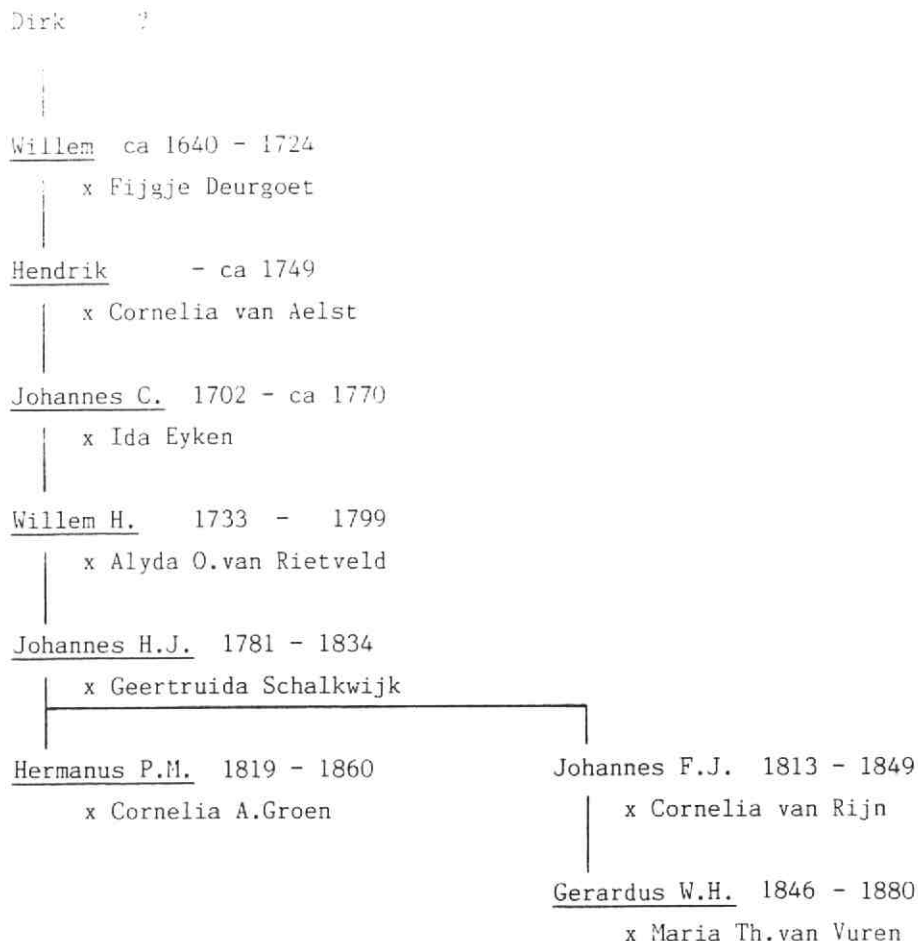 Dirk ?
Willem ca 1640 - 1724
x Fijgje Deurgoet
Hendrik - ca 1749
x Cornelia van Aelst
Johannes C. 1702 - ca 1770
x Ida Eyken
Willem H. 1733 - 1799
x Alyda O.van Rietveld
Johannes H.J. 1781 - 1834
x Geertruida Schalkwijk
Hermanus P.M. 1819 - 1860
x Cornelia A.Groen
Johannes F.J. 1813 - 1849
x Cornelia van Rijn
Gerardus W.H. 1846 - 1880
x Maria Th.van Vuren